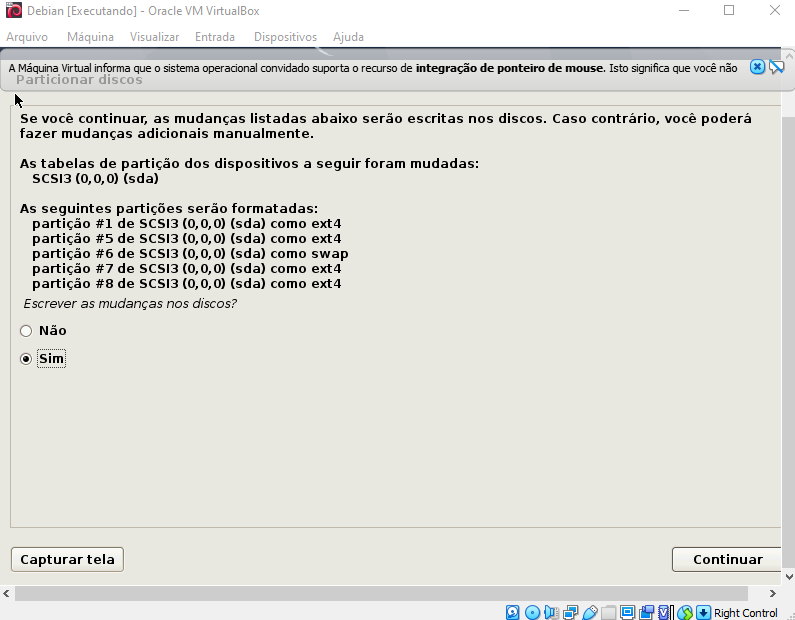 Debian [Executando] - Oracle VM VirtualBox
Arquivo Máquina Visualizar Entrada Dispositivos Ajuda
A Máquina Virtual informa que o sistema operacional convidado suporta o recurso de integração de ponteiro de mouse. Isto significa que você não
Particionar discos
Se você continuar, as mudanças listadas abaixo serão escritas nos discos. Caso contrário, você poderá
fazer mudanças adicionais manualmente.
As tabelas de partição dos dispositivos a seguir foram mudadas:
SCSI3 (0,0,0) (sda)
As seguintes partições serão formatadas:
partição #1 de SCSI3 (0,0,0) (sda) como ext4
partição #5 de SCSI3 (0,0,0) (sda) como ext4
partição #6 de SCSI3 (0,0,0) (sda) como swap
partição #7 de SCSI3 (0,0,0) (sda) como ext4
partição #8 de SCSI3 (0,0,0) (sda) como ext4
Escrever as mudanças nos discos?
Não
Sim
Capturar tela Continuar
Right Control